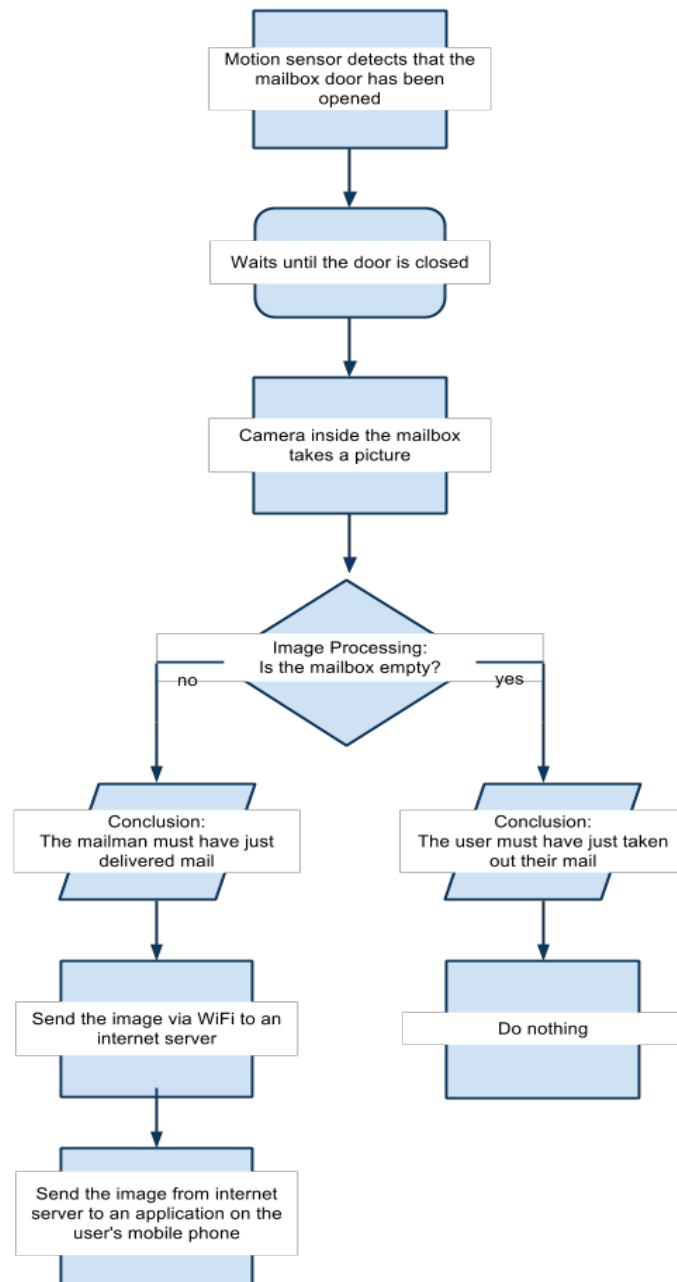 Motion sensor detects that the
mailbox door has been
opened
Waits until the door is closed
Camera inside the mailbox
takes a picture
Image Processing:
Is the mailbox empty?
no
yes
Conclusion:
The mailman must have just
delivered mail
Conclusion:
The user must have just taken
out their mail
Send the image via WiFi to an
internet server
Do nothing
Send the image from internet
server to an application on the
user's mobile phone